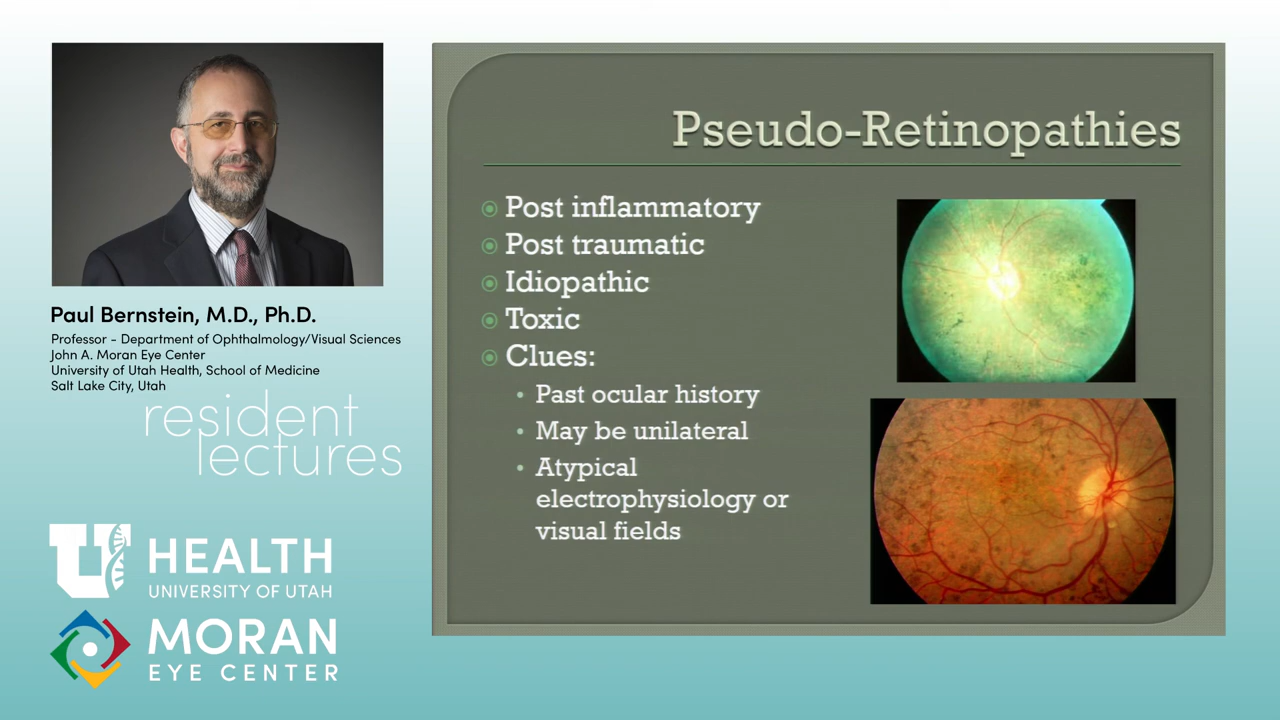 Pseudo-Retinopathies
Post inflammatory
Post traumatic
Idiopathic
Toxic
Clues:
Past ocular history
May be unilateral
Atypical
electrophysiology or
visual fields
Paul Bernstein, M.D., Ph.D.
Professor - Department of Ophthalmology/Visual Sciences
John A. Moran Eye Center
University of Utah Health, School of Medicine
Salt Lake City, Utah
resident
lectures
U HEALTH
UNIVERSITY OF UTAH
MORAN
EYE CENTER